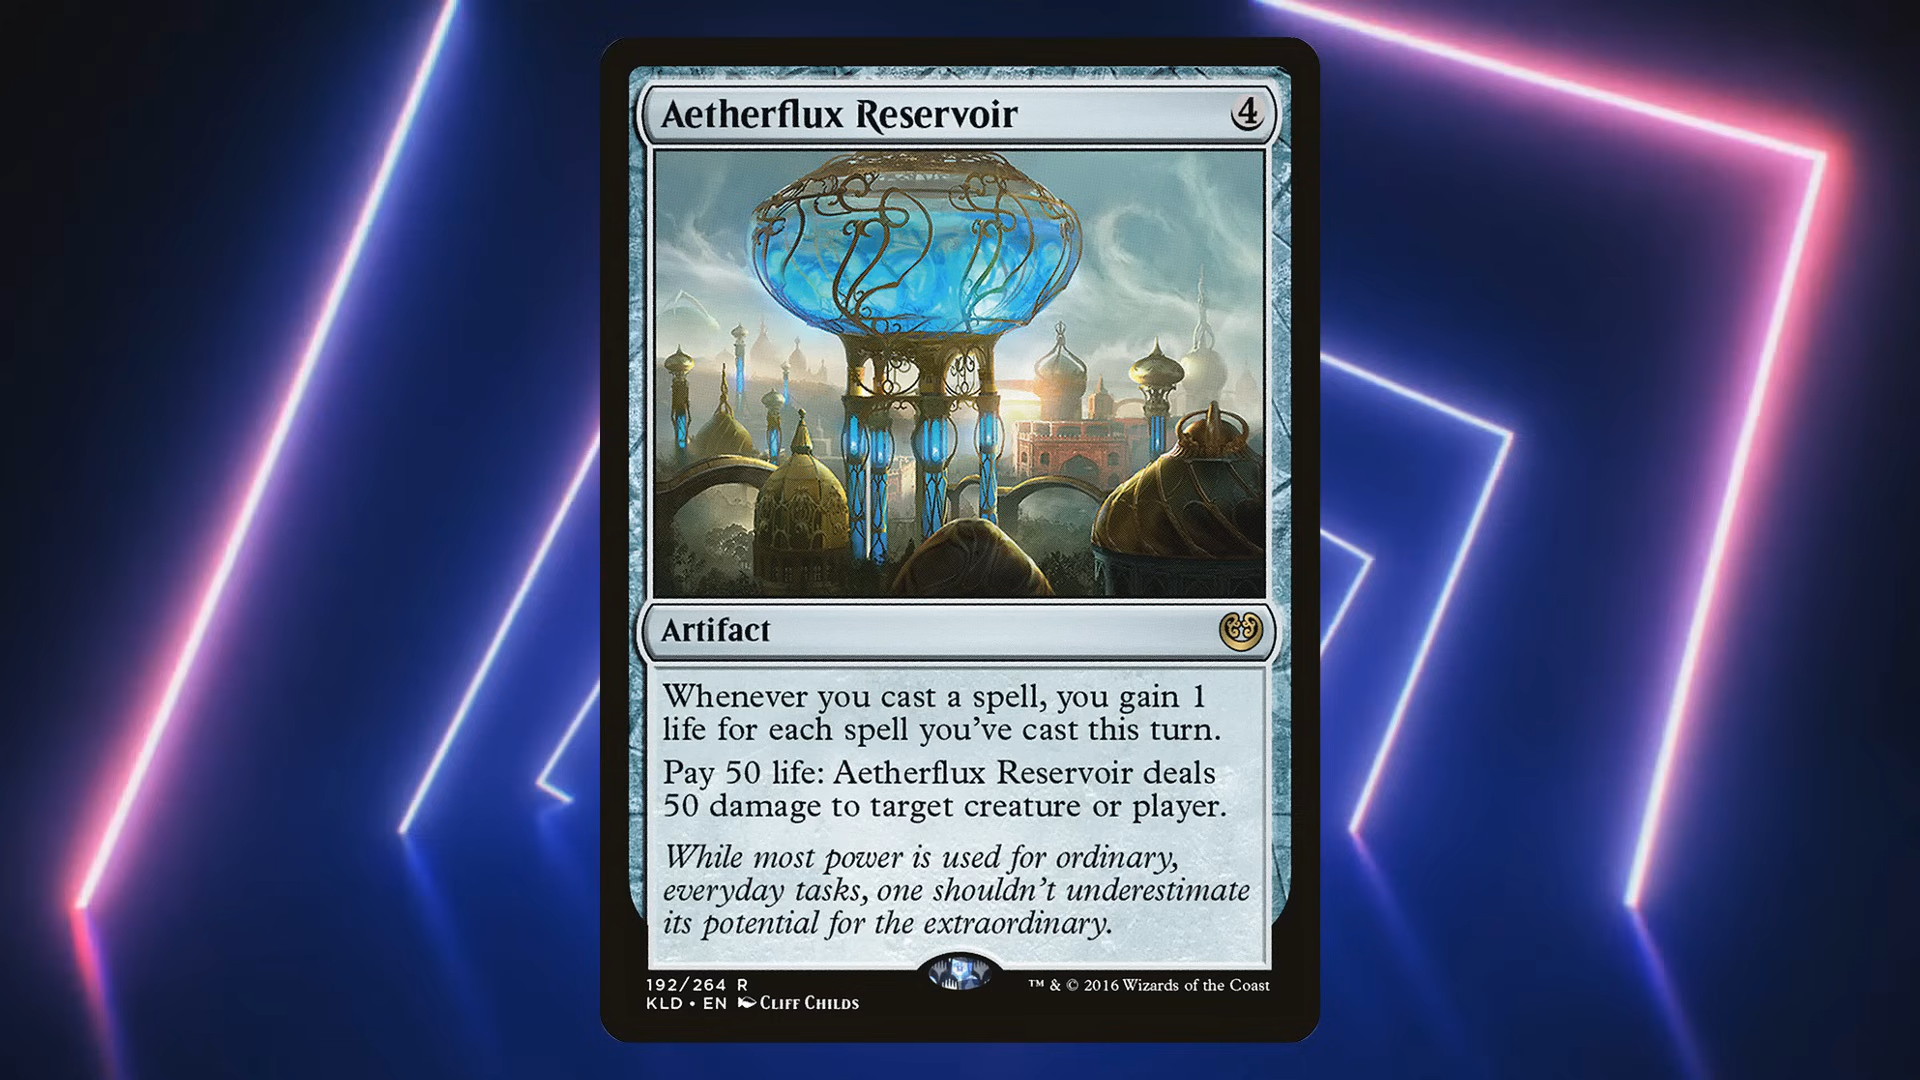 Aetherflux Reservoir 4
Artifact
Whenever you cast a spell, you gain 1
life for each spell you've cast this turn.
Pay 50 life: Aetherflux Reservoir deals
50 damage to target creature or player.
While most power is used for ordinary,
everyday tasks, one shouldn't underestimate
its potential for the extraordinary.
192/264 R
KLD • EN Cliff Childs
™ & © 2016 Wizards of the Coast